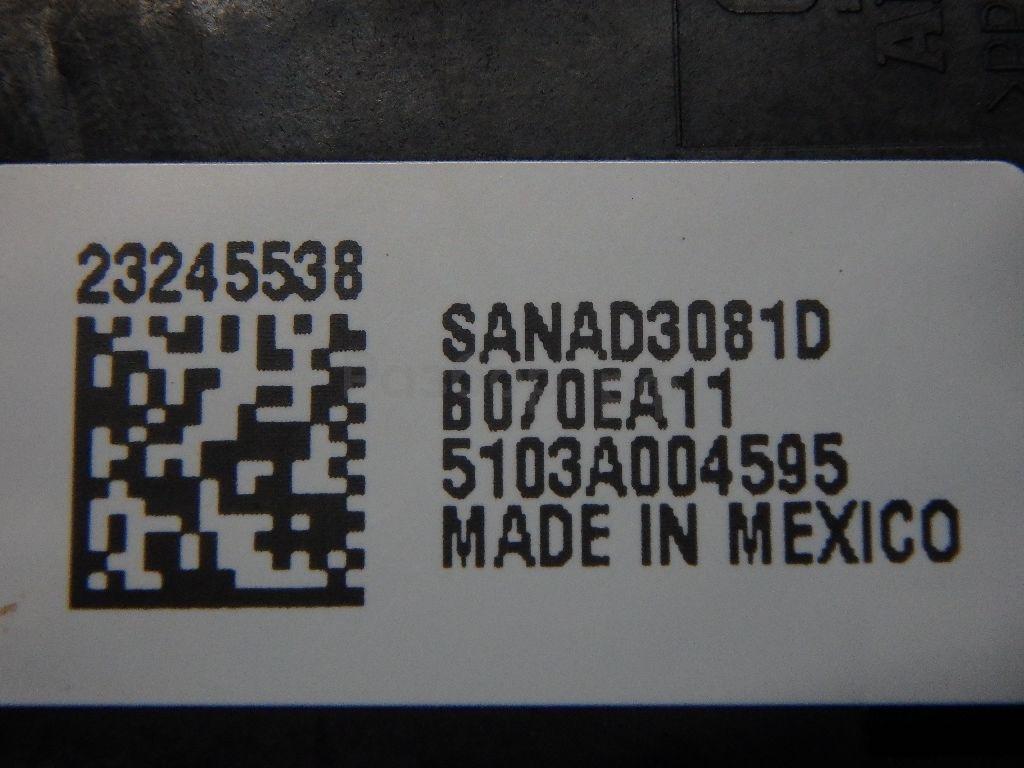 23245538
SANAD3081D
B070EA11
5103A004595
MADE IN MEXICO